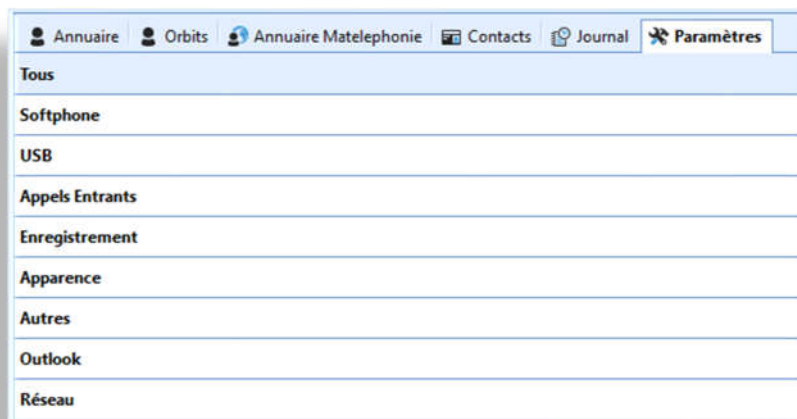 Annuaire Orbits Annuaire Matelephonie Contacts Journal Paramètres
Tous
Softphone
USB
Appels Entrants
Enregistrement
Apparence
Autres
Outlook
Réseau